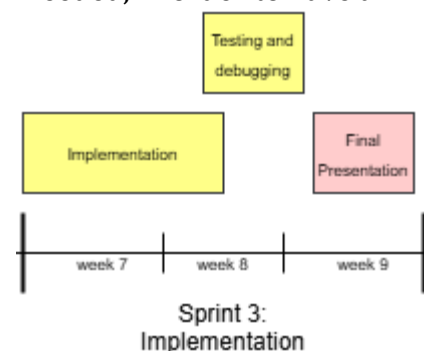 Testing and
debugging
Implementation
Final
Presentation
week 7
week 8
week 9
Sprint 3:
Implementation